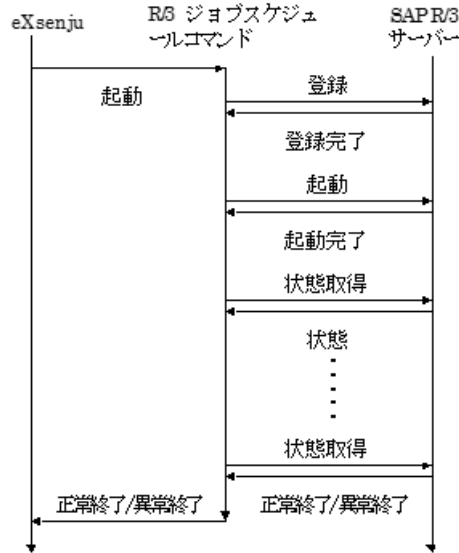 eXsenju
R/3 ジョブスケジュ
ールコマンド
SAP R/3
サーバー
起動
登録
登録完了
起動
起動完了
状態取得
状態
状態取得
正常終了/異常終了
正常終了/異常終了